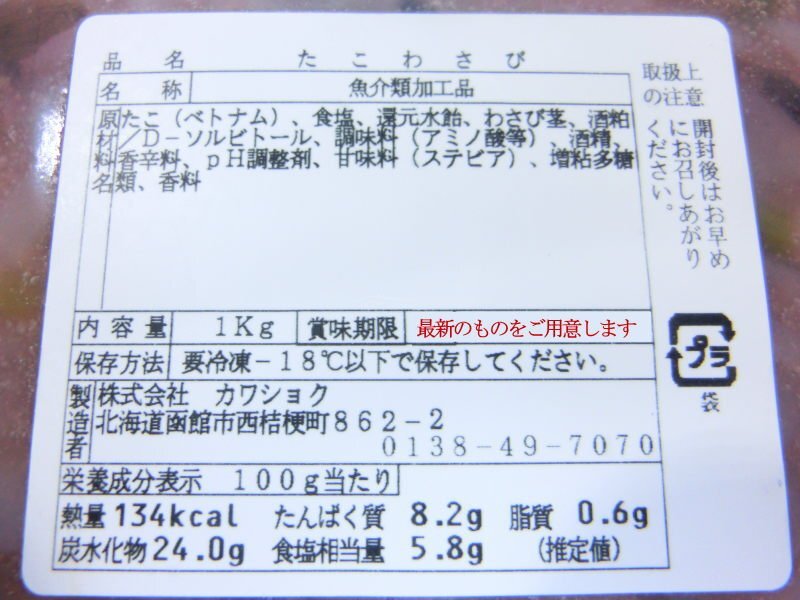 品名 たこわさび
名称 魚介類加工品
原材料名 たこ（ベトナム）、食塩、還元水飴、わさび茎、酒粕
／Ｄ－ソルビトール、調味料（アミノ酸等）、酒精、
香辛料、ｐＨ調整剤、甘味料（ステビア）、増粘多糖
類、香料
内容量 １Ｋｇ 賞味期限 最新のものをご用意します
保存方法 要冷凍－１８℃以下で保存してください。
製造者 株式会社 カワショク
北海道函館市西桔梗町８６２－２
０１３８－４９－７０７０
栄養成分表示 １００ｇ当たり
熱量 134kcal たんぱく質 8.2g 脂質 0.6g
炭水化物 24.0g 食塩相当量 5.8g （推定値）
取扱上
の注意
開封後はお早め
にお召しあがり
ください。
プラ
袋